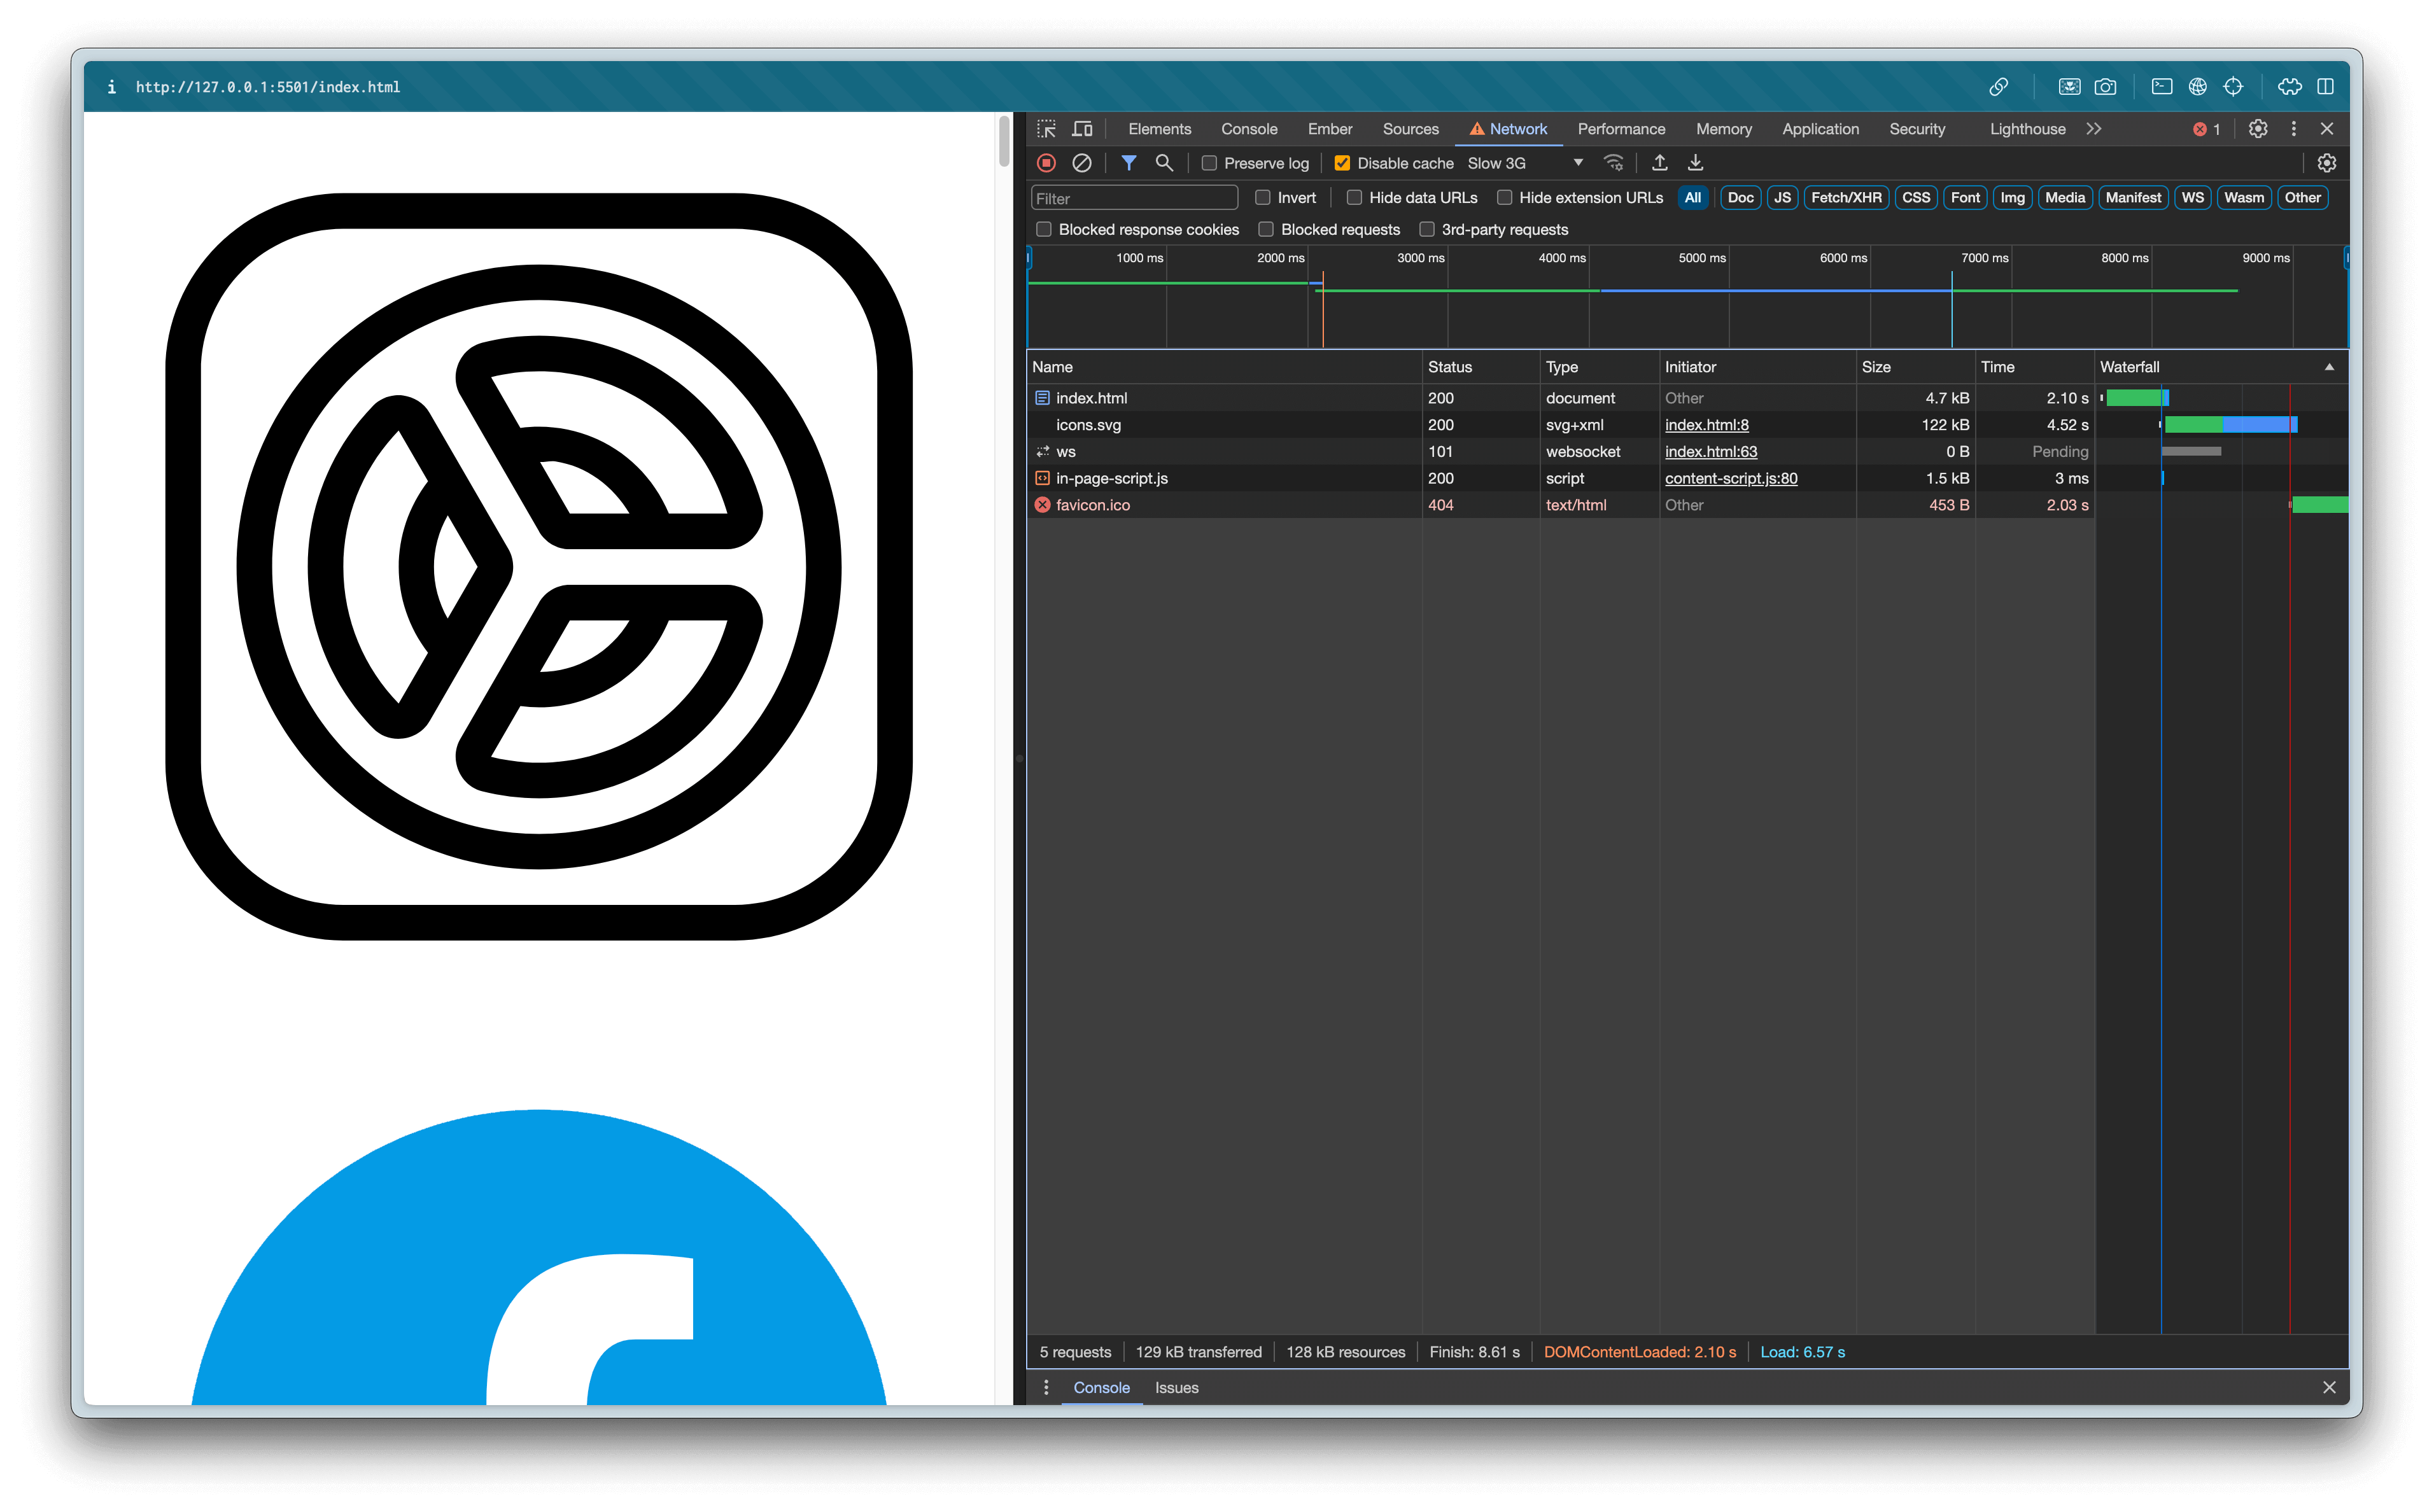 i http://127.0.0.1:5501/index.html
Elements Console Ember Sources Network Performance Memory Application Security Lighthouse 1
Preserve log Disable cache Slow 3G
Filter Invert Hide data URLs Hide extension URLs All Doc JS Fetch/XHR CSS Font Img Media Manifest WS Wasm Other
Blocked response cookies Blocked requests 3rd-party requests
1000 ms 2000 ms 3000 ms 4000 ms 5000 ms 6000 ms 7000 ms 8000 ms 9000 ms
Name Status Type Initiator Size Time Waterfall
index.html 200 document Other 4.7 kB 2.10 s
icons.svg 200 svg+xml index.html:8 122 kB 4.52 s
ws 101 websocket index.html:63 0 B Pending
in-page-script.js 200 script content-script.js:80 1.5 kB 3 ms
favicon.ico 404 text/html Other 453 B 2.03 s
5 requests 129 kB transferred 128 kB resources Finish: 8.61 s DOMContentLoaded: 2.10 s Load: 6.57 s
Console Issues